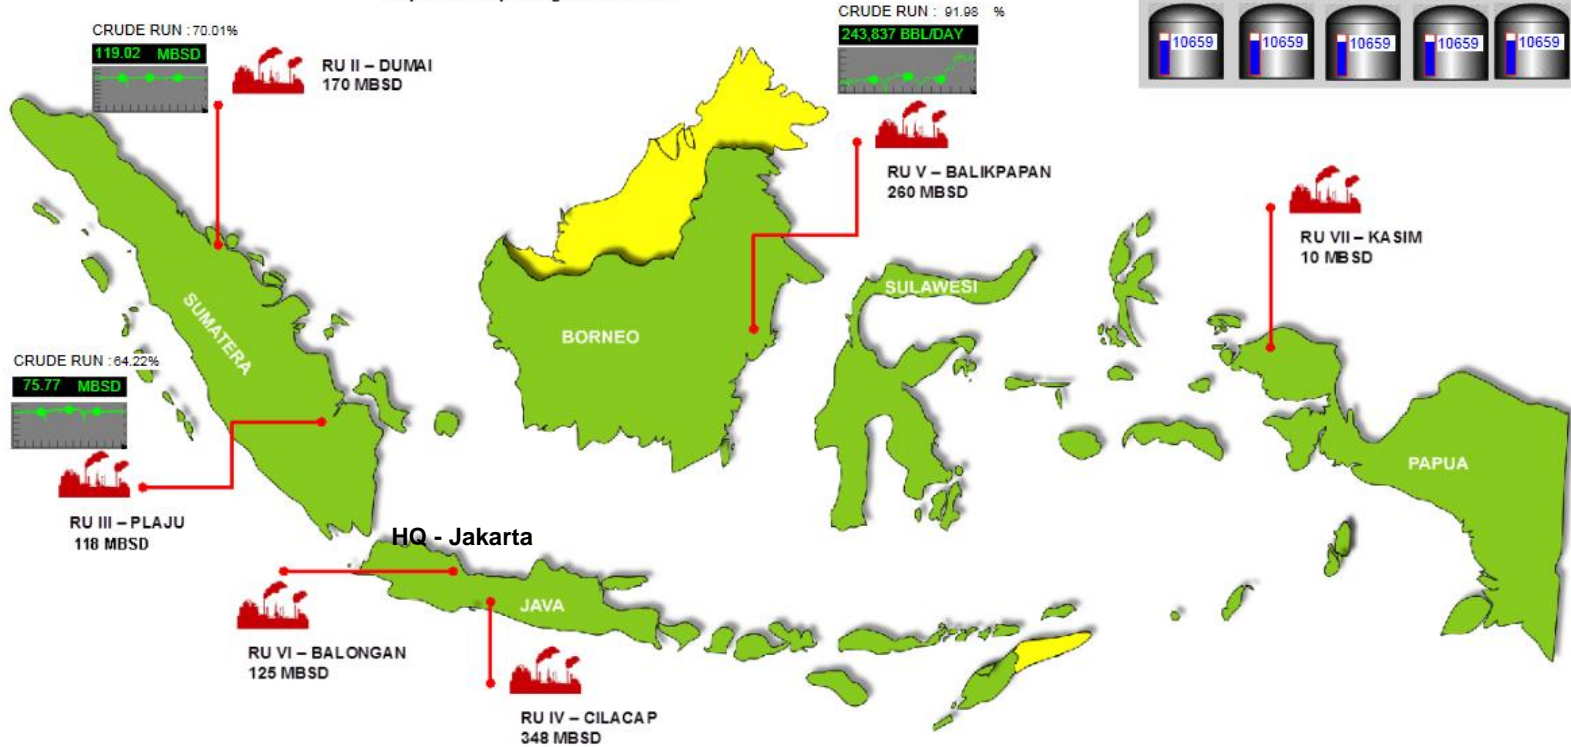 CRUDE RUN : 70.01%
119.02 MBSD
RU II – DUMAI
170 MBSD
CRUDE RUN : 91.98 %
243,837 BBL/DAY
10659
10659
10659
10659
10659
RU V – BALIKPAPAN
260 MBSD
RU VII – KASIM
10 MBSD
SUMATERA
BORNEO
SULAWESI
PAPUA
CRUDE RUN : 64.22%
75.77 MBSD
RU III – PLAJU
118 MBSD
HQ - Jakarta
JAVA
RU VI – BALONGAN
125 MBSD
RU IV – CILACAP
348 MBSD